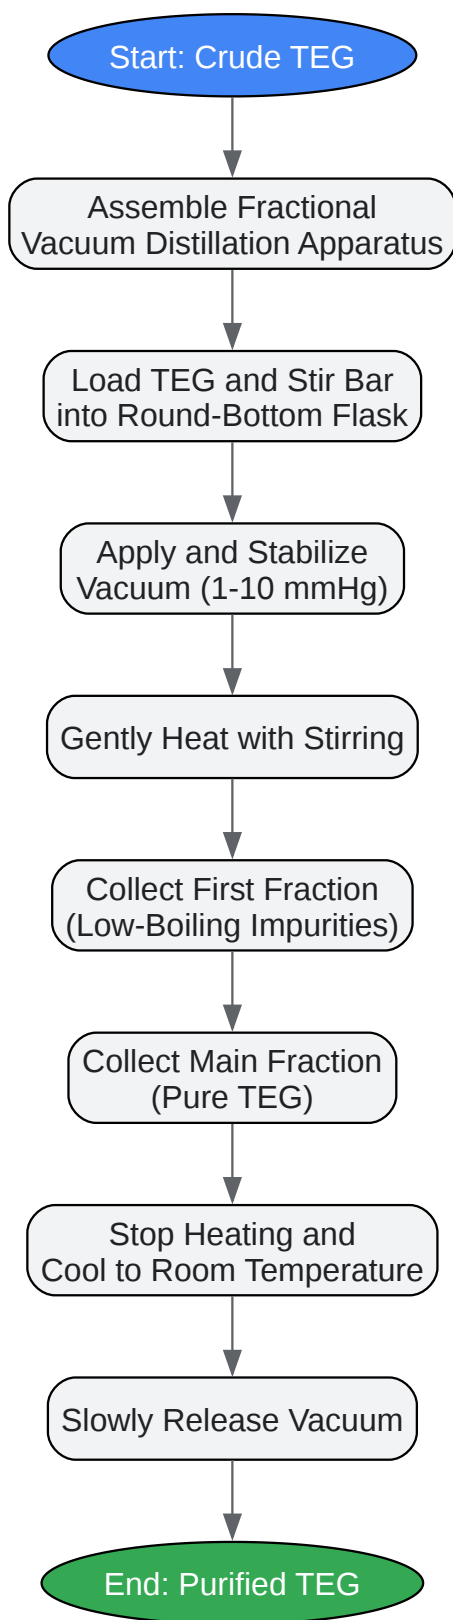 Start: Crude TEG
Assemble Fractional
Vacuum Distillation Apparatus
Load TEG and Stir Bar
into Round-Bottom Flask
Apply and Stabilize
Vacuum (1-10 mmHg)
Gently Heat with Stirring
Collect First Fraction
(Low-Boiling Impurities)
Collect Main Fraction
(Pure TEG)
Stop Heating and
Cool to Room Temperature
Slowly Release Vacuum
End: Purified TEG